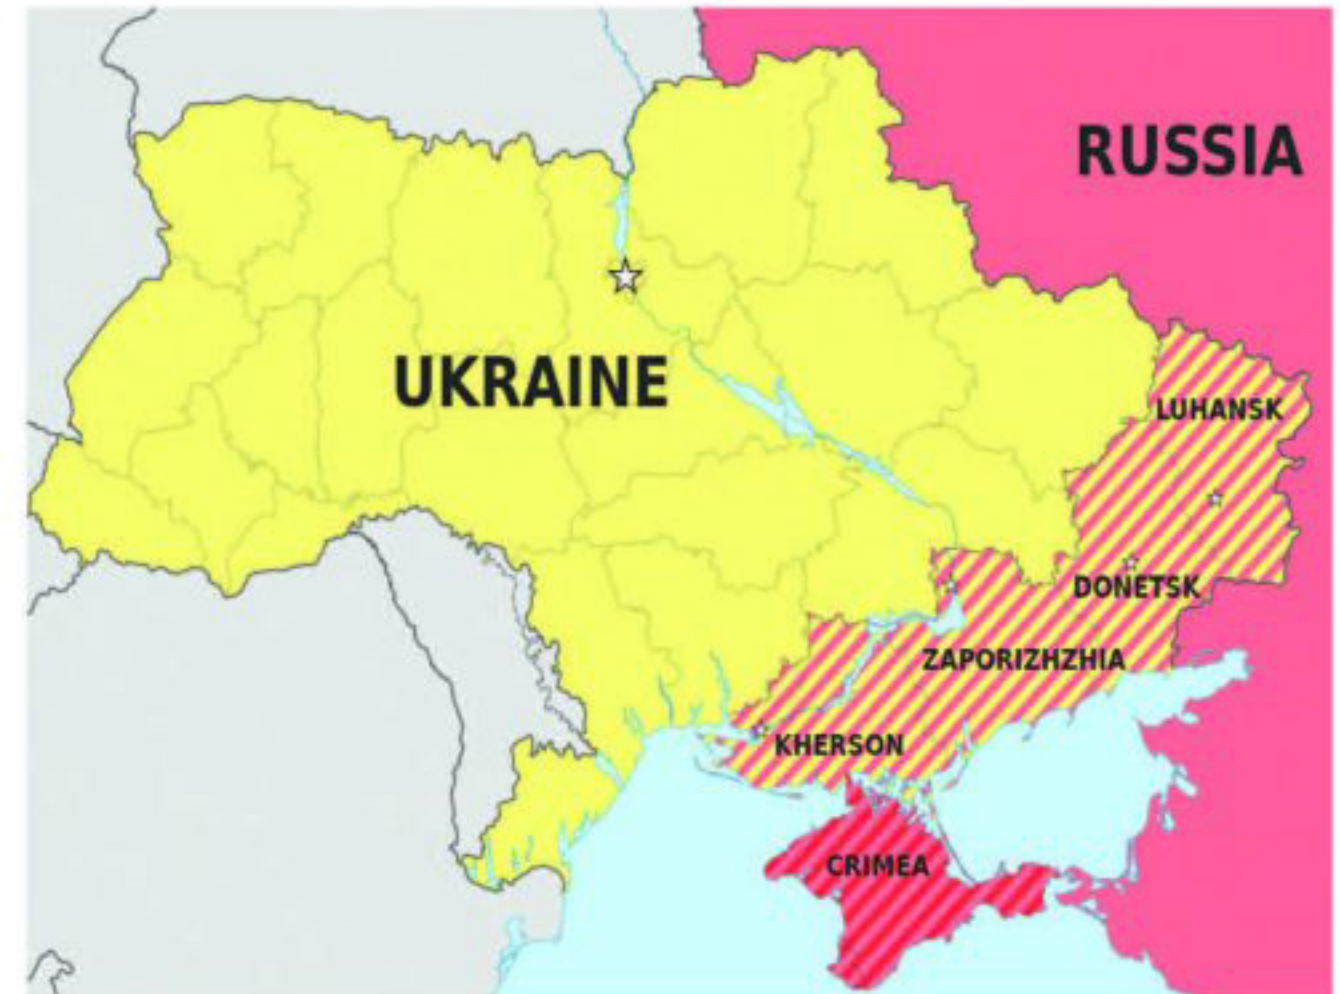 RUSSIA
UKRAINE
LUHANSK
DONETSK
ZAPORIZHZHIA
KHERSON
CRIMEA